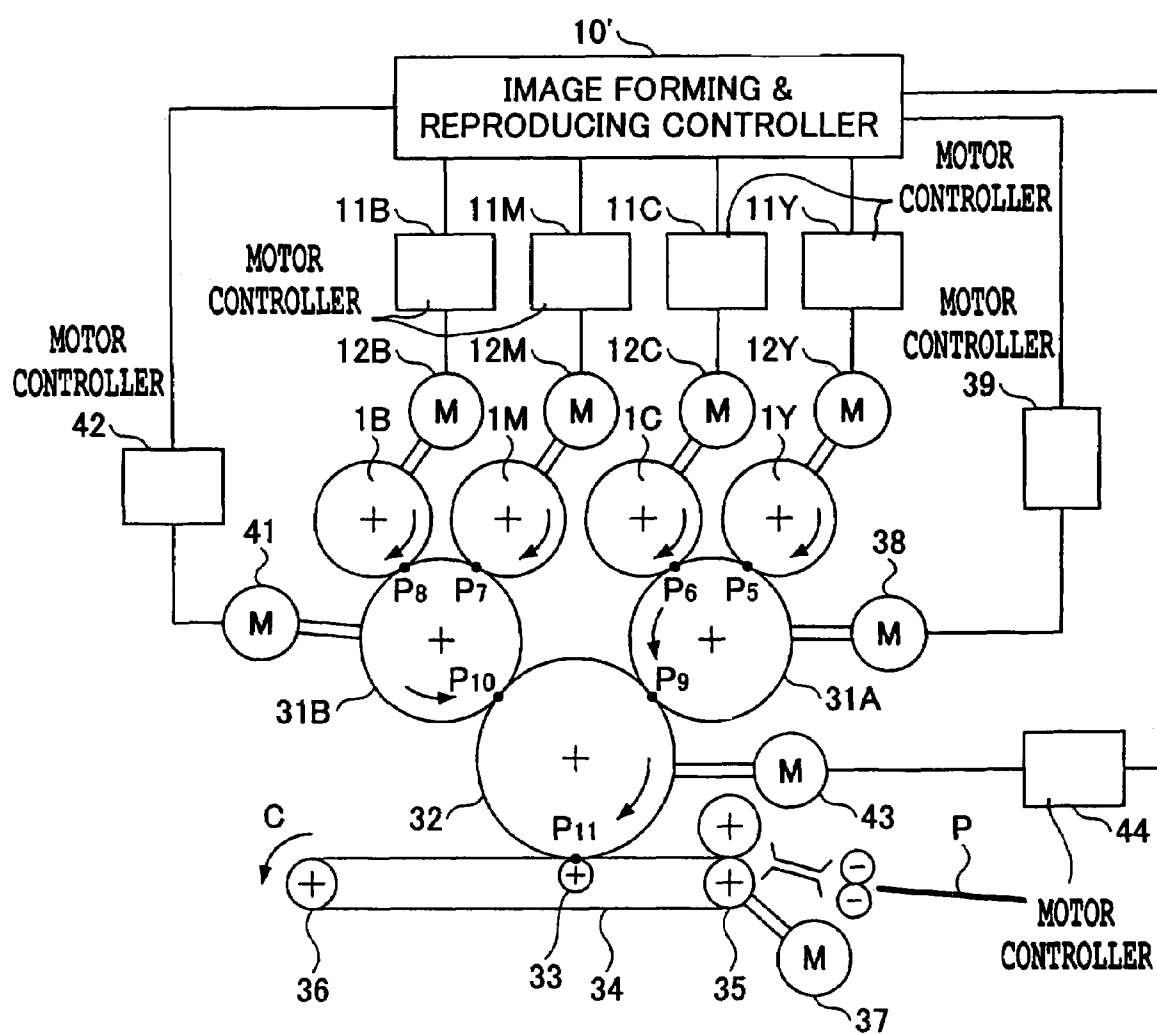 10'
IMAGE FORMING &
REPRODUCING CONTROLLER
MOTOR
CONTROLLER
11B 11M 11C 11Y
MOTOR
CONTROLLER
MOTOR
CONTROLLER
39
MOTOR
CONTROLLER
42
12B 12M 12C 12Y
M M M M
1B 1M 1C 1Y
41
38
P8 P7 P6 P5
M M
P10 P9
31B 31A
M
32 43 44
P11
C P
MOTOR
CONTROLLER
M
36 33 34 35
37